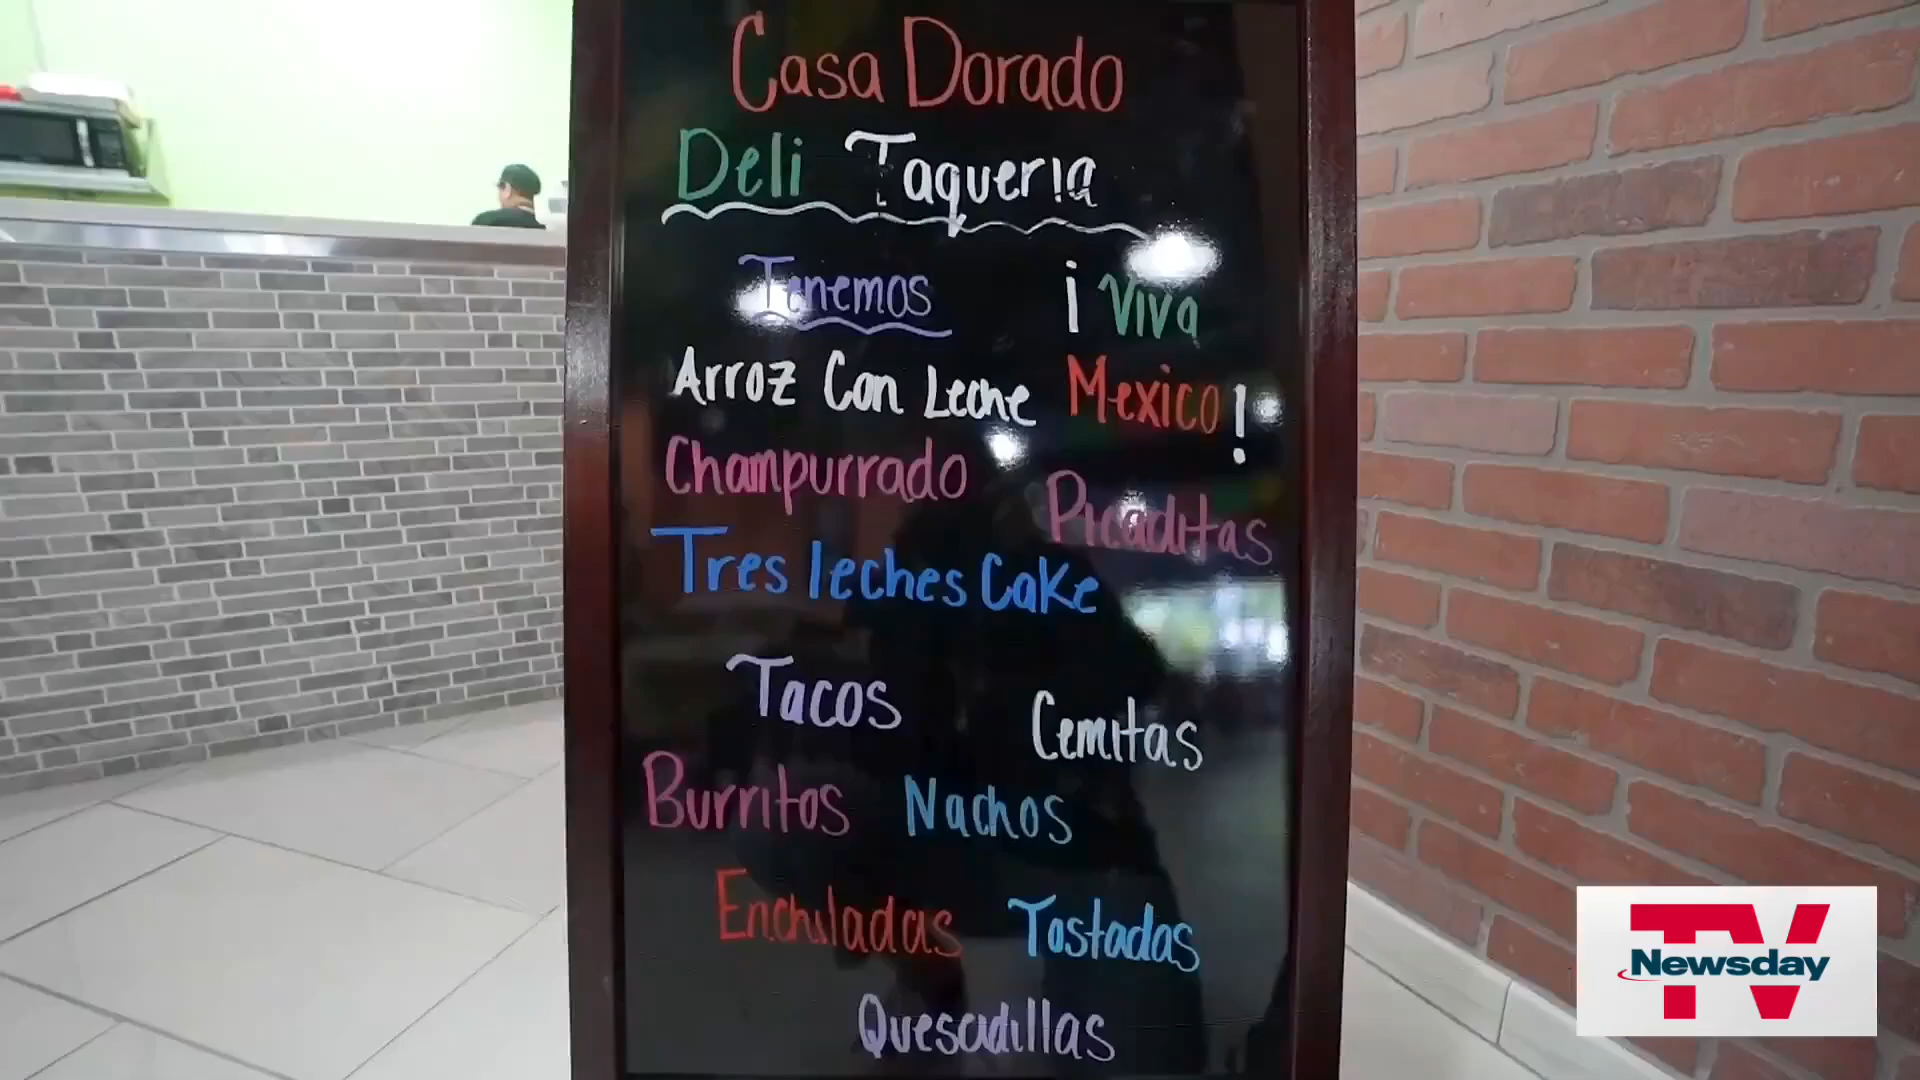 Casa Dorado
Deli Taqueria
Tenemos
¡Viva
Mexico!
Arroz Con Leche
Champurrado
Picaditas
Tres leches Cake
Tacos
Cemitas
Burritos
Nachos
Enchiladas
Tostadas
Quesadillas
TV
Newsday